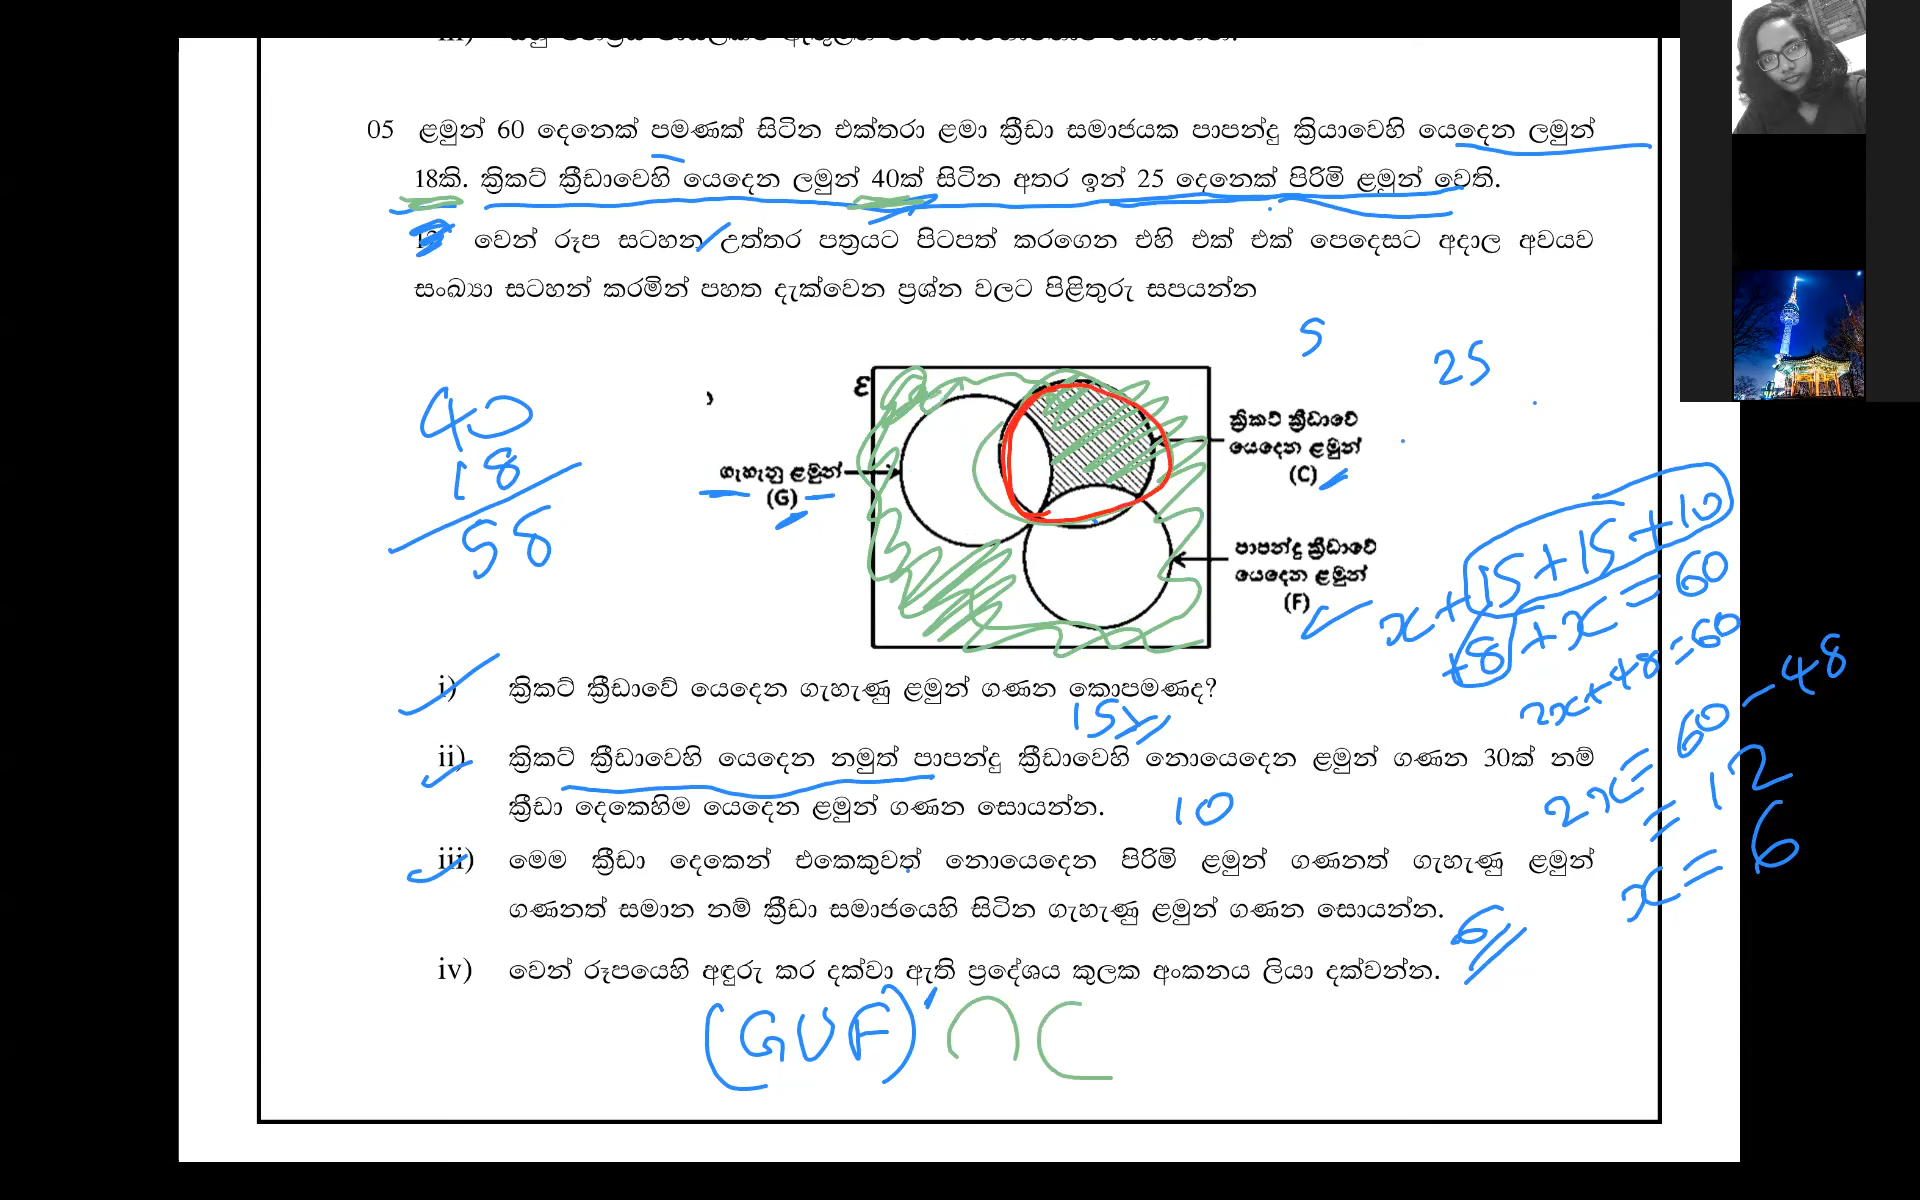 05 ළමුන් 60 දෙනෙක් පමණක් සිටින එක්තරා ළමා ක්‍රීඩා සමාජයක පාපන්දු ක්‍රියාවෙහි යෙදෙන ලමුන්
18කි. ක්‍රිකට් ක්‍රීඩාවෙහි යෙදෙන ලමුන් 40ක් සිටින අතර ඉන් 25 දෙනෙක් පිරිමි ළමුන් වෙති.
වෙන් රූප සටහන උත්තර පත්‍රයට පිටපත් කරගෙන එහි එක් එක් පෙදෙසට අදාල අවයව
සංඛ්‍යා සටහන් කරමින් පහත දැක්වෙන ප්‍රශ්න වලට පිළිතුරු සපයන්න
5
25
40
18
58
ε
ගැහැනු ළමුන්
(G)
ක්‍රිකට් ක්‍රීඩාවේ
යෙදෙන ළමුන්
(C)
පාපන්දු ක්‍රීඩාවේ
යෙදෙන ළමුන්
(F)
x+15+15+10
+8+x=60
2x+48=60
2x=60-48
=12
x=6
i) ක්‍රිකට් ක්‍රීඩාවේ යෙදෙන ගැහැණු ළමුන් ගණන කොපමණද?
15
ii) ක්‍රිකට් ක්‍රීඩාවෙහි යෙදෙන නමුත් පාපන්දු ක්‍රීඩාවෙහි නොයෙදෙන ළමුන් ගණන 30ක් නම්
ක්‍රීඩා දෙකෙහිම යෙදෙන ළමුන් ගණන සොයන්න.
10
iii) මෙම ක්‍රීඩා දෙකෙන් එකෙකුවත් නොයෙදෙන පිරිමි ළමුන් ගණනත් ගැහැණු ළමුන්
ගණනත් සමාන නම් ක්‍රීඩා සමාජයෙහි සිටින ගැහැණු ළමුන් ගණන සොයන්න.
6
iv) වෙන් රූපයෙහි අඳුරු කර දක්වා ඇති ප්‍රදේශය කුලක අංකනය ලියා දක්වන්න.
(G∪F)'∩C